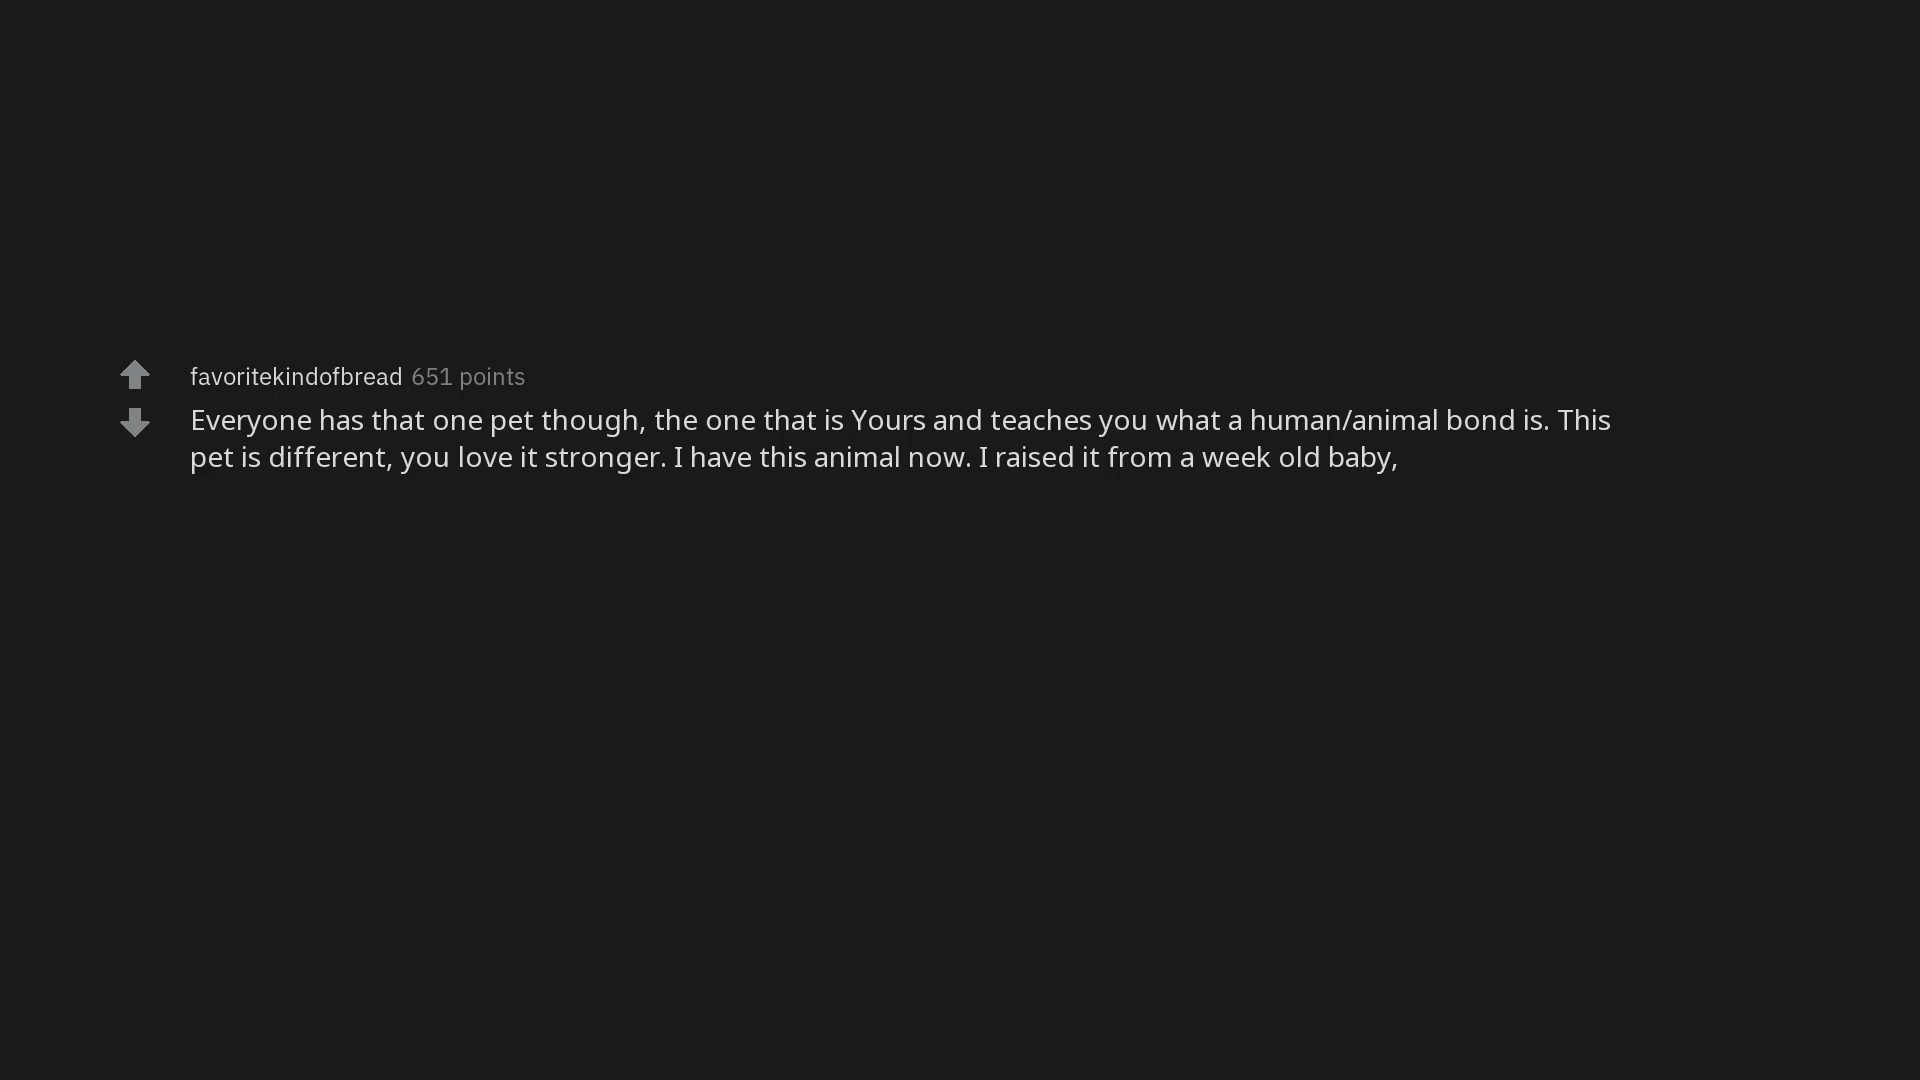 favoritekindofbread 651 points
Everyone has that one pet though, the one that is Yours and teaches you what a human/animal bond is. This
pet is different, you love it stronger. I have this animal now. I raised it from a week old baby,